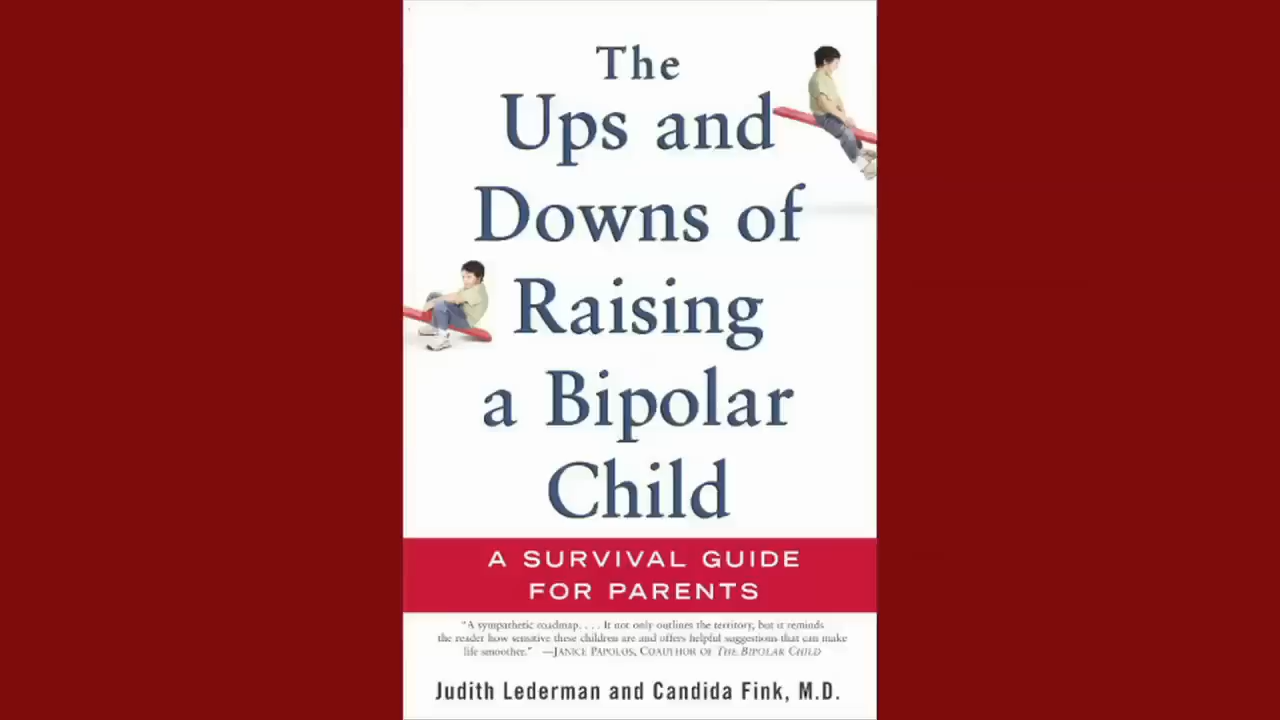 The
Ups and
Downs of
Raising
a Bipolar
Child
A SURVIVAL GUIDE
FOR PARENTS
"A sympathetic roadmap. . . . It not only outlines the territory, but it reminds
the reader how sensitive these children are and offers helpful suggestions that can make
life smoother." —JANICE PAPOLOS, COAUTHOR OF THE BIPOLAR CHILD
Judith Lederman and Candida Fink, M.D.